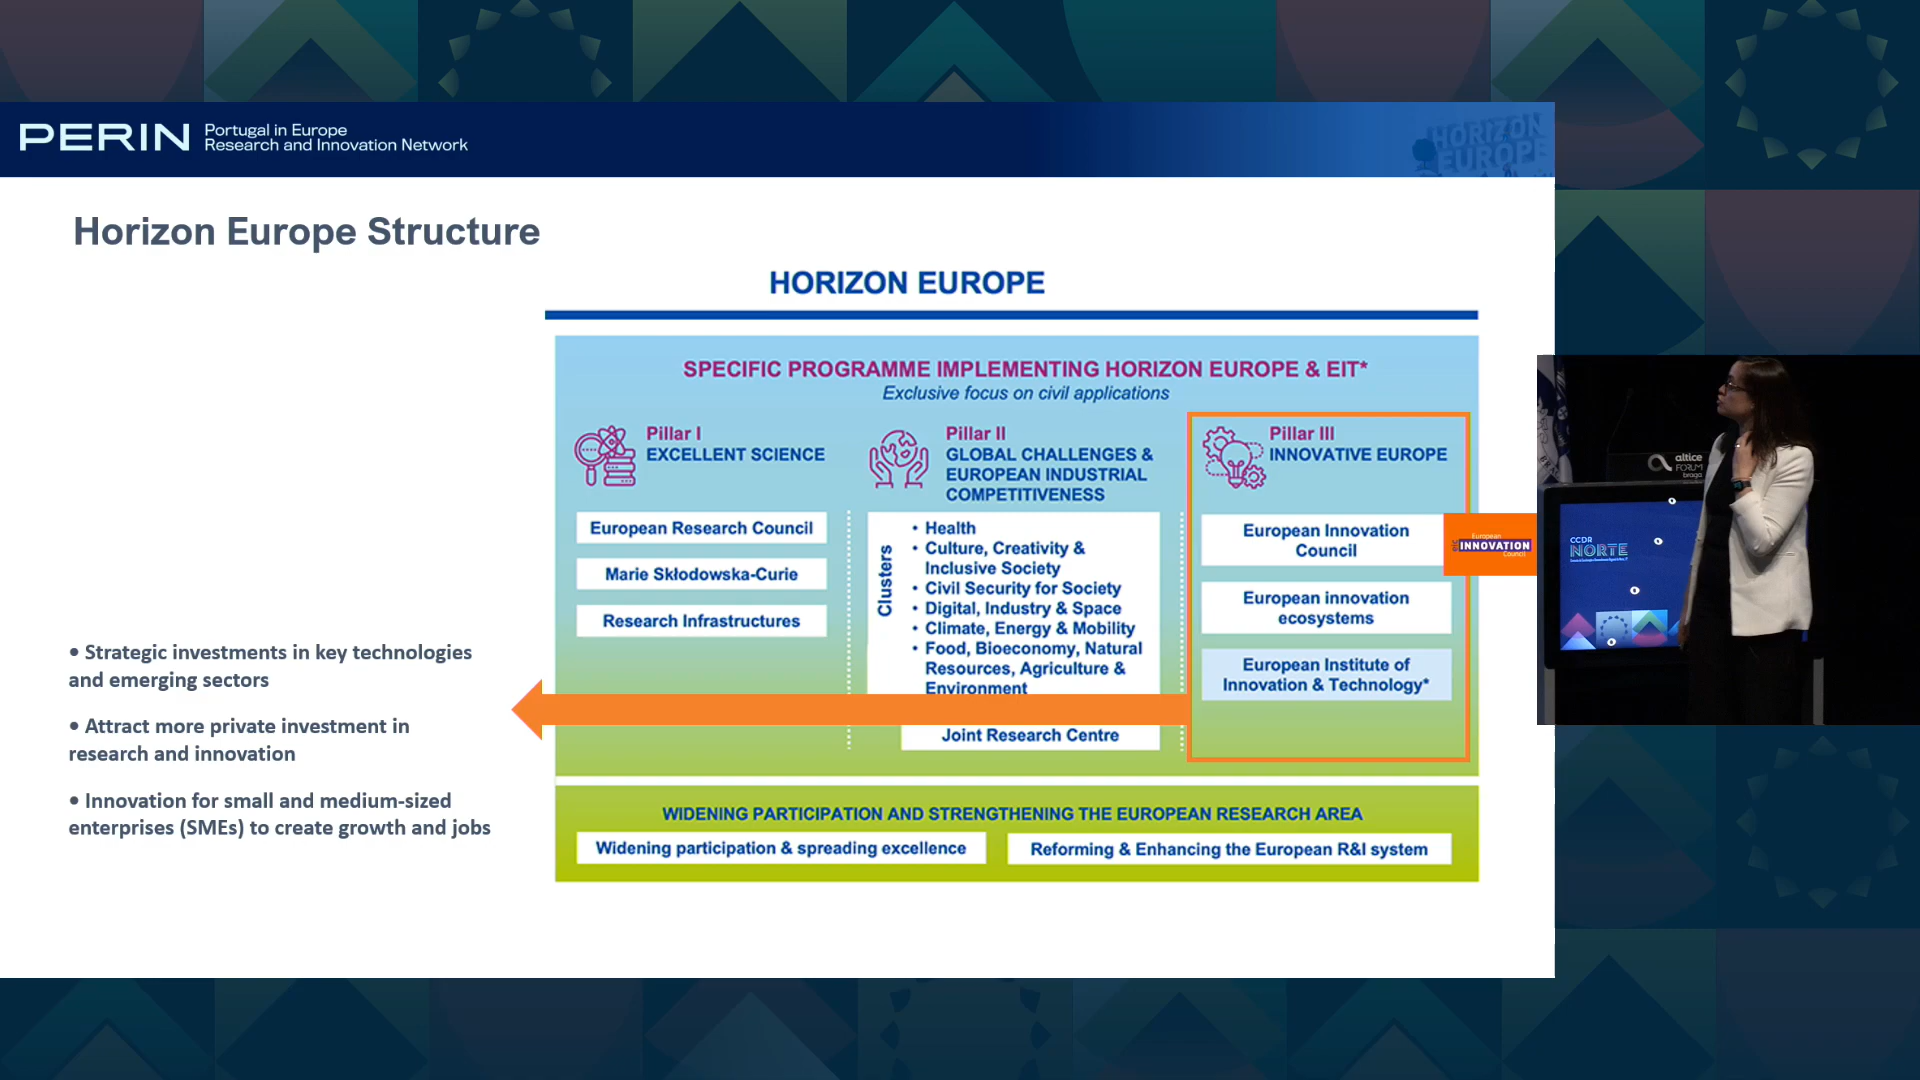 PERIN
Portugal in Europe
Research and Innovation Network
HORIZON
EUROPE
Horizon Europe Structure
HORIZON EUROPE
SPECIFIC PROGRAMME IMPLEMENTING HORIZON EUROPE & EIT*
Exclusive focus on civil applications
Pillar I
EXCELLENT SCIENCE
European Research Council
Marie Skłodowska-Curie
Research Infrastructures
Pillar II
GLOBAL CHALLENGES &
EUROPEAN INDUSTRIAL
COMPETITIVENESS
Clusters
• Health
• Culture, Creativity &
Inclusive Society
• Civil Security for Society
• Digital, Industry & Space
• Climate, Energy & Mobility
• Food, Bioeconomy, Natural
Resources, Agriculture &
Environment
Joint Research Centre
Pillar III
INNOVATIVE EUROPE
European Innovation
Council
European innovation
ecosystems
European Institute of
Innovation & Technology*
European
INNOVATION
Council
• Strategic investments in key technologies
and emerging sectors
• Attract more private investment in
research and innovation
• Innovation for small and medium-sized
enterprises (SMEs) to create growth and jobs
WIDENING PARTICIPATION AND STRENGTHENING THE EUROPEAN RESEARCH AREA
Widening participation & spreading excellence
Reforming & Enhancing the European R&I system
altice
FORUM
braga
CCDR
NORTE